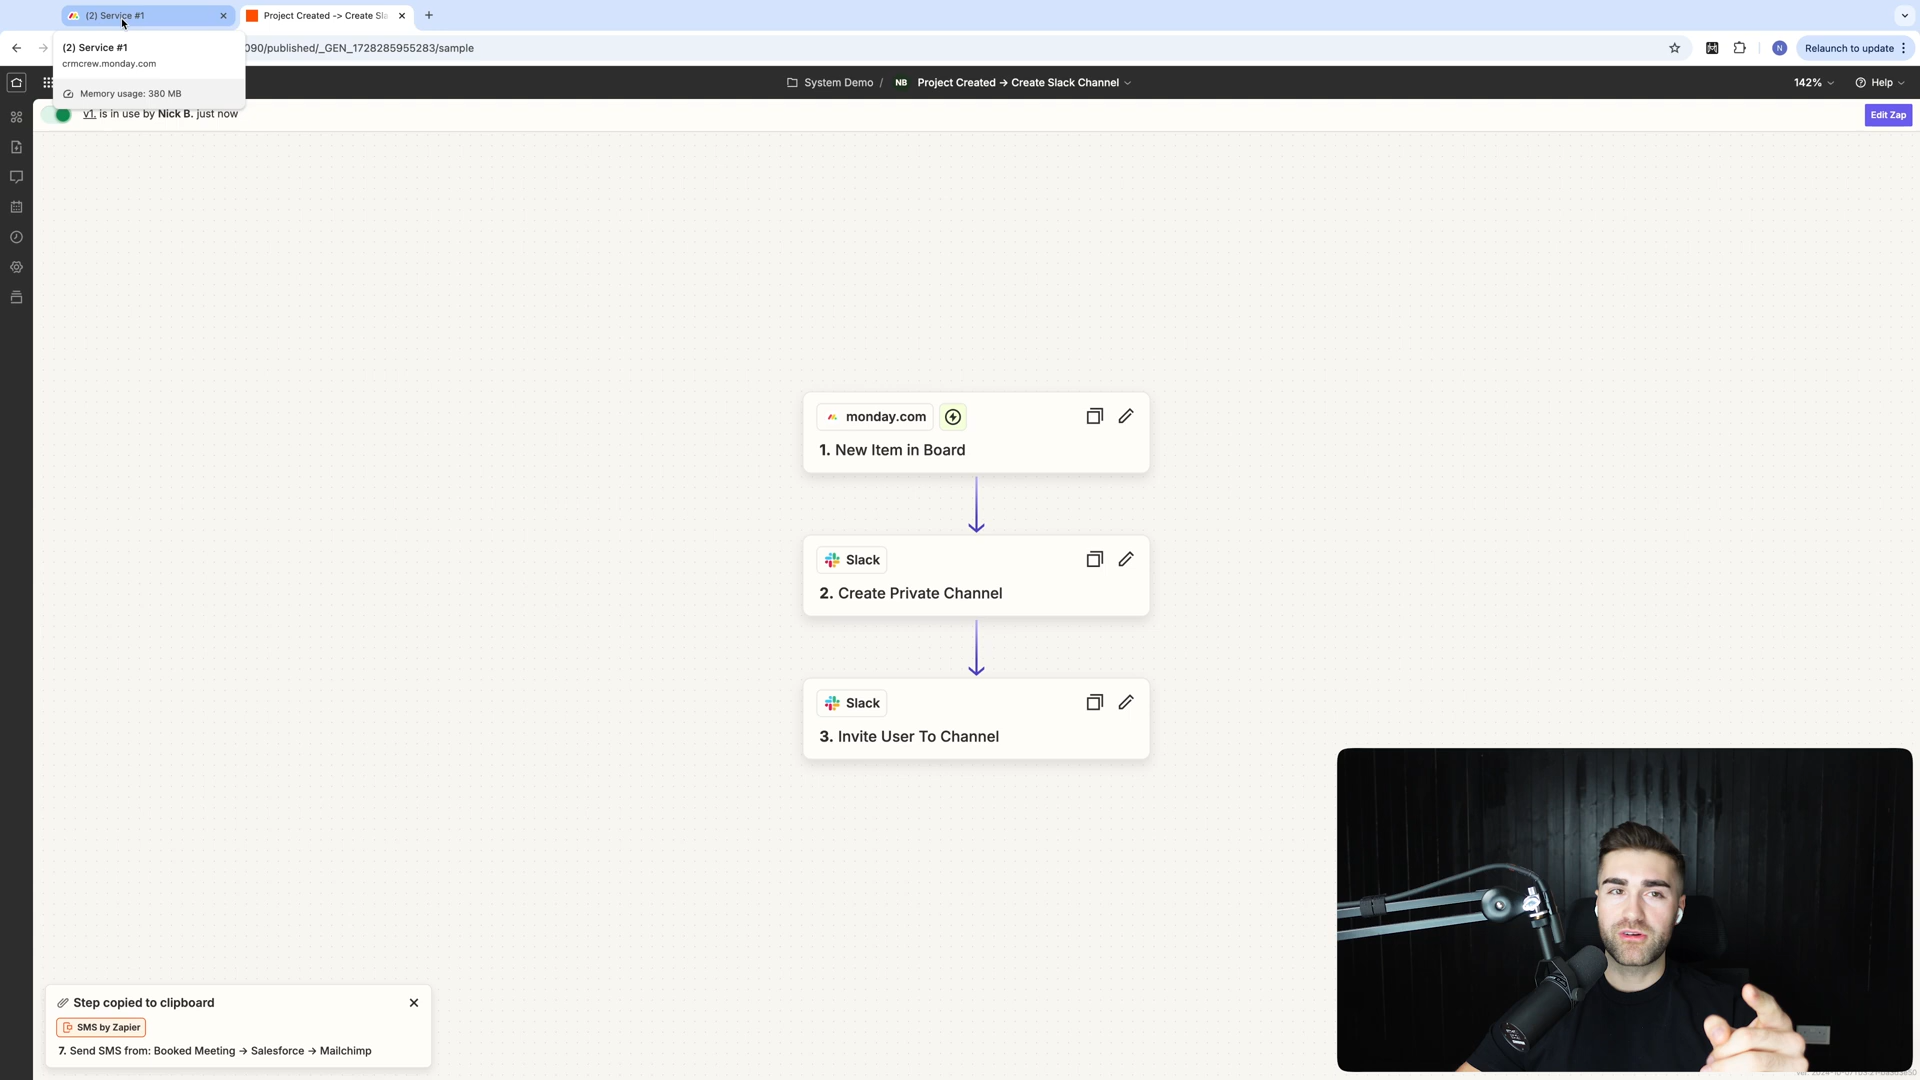 (2) Service #1
Project Created -> Create Sla
(2) Service #1
crmcrew.monday.com
Memory usage: 380 MB
090/published/_GEN_1728285955283/sample
N
Relaunch to update
System Demo / NB Project Created → Create Slack Channel
142%
Help
v1. is in use by Nick B. just now
Edit Zap
monday.com
1. New Item in Board
Slack
2. Create Private Channel
Slack
3. Invite User To Channel
Step copied to clipboard
SMS by Zapier
7. Send SMS from: Booked Meeting → Salesforce → Mailchimp